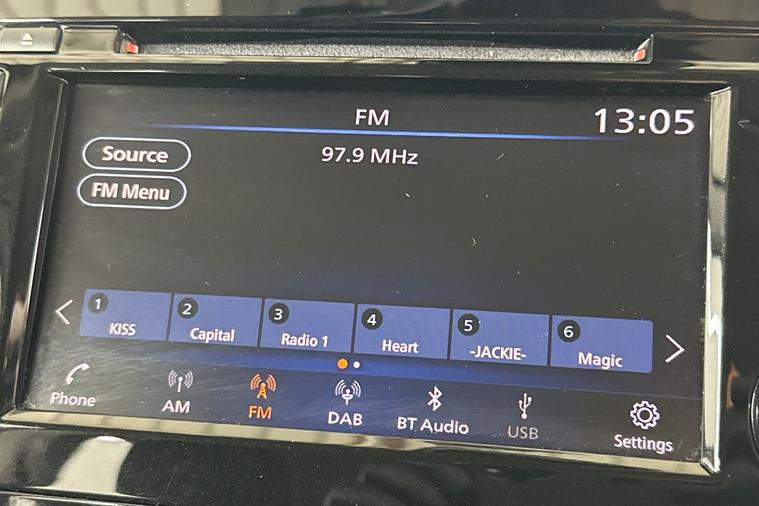 FM
13:05
Source
97.9 MHz
FM Menu
1 KISS
2 Capital
3 Radio 1
4 Heart
5 -JACKIE-
6 Magic
Phone
AM
FM
DAB
BT Audio
USB
Settings